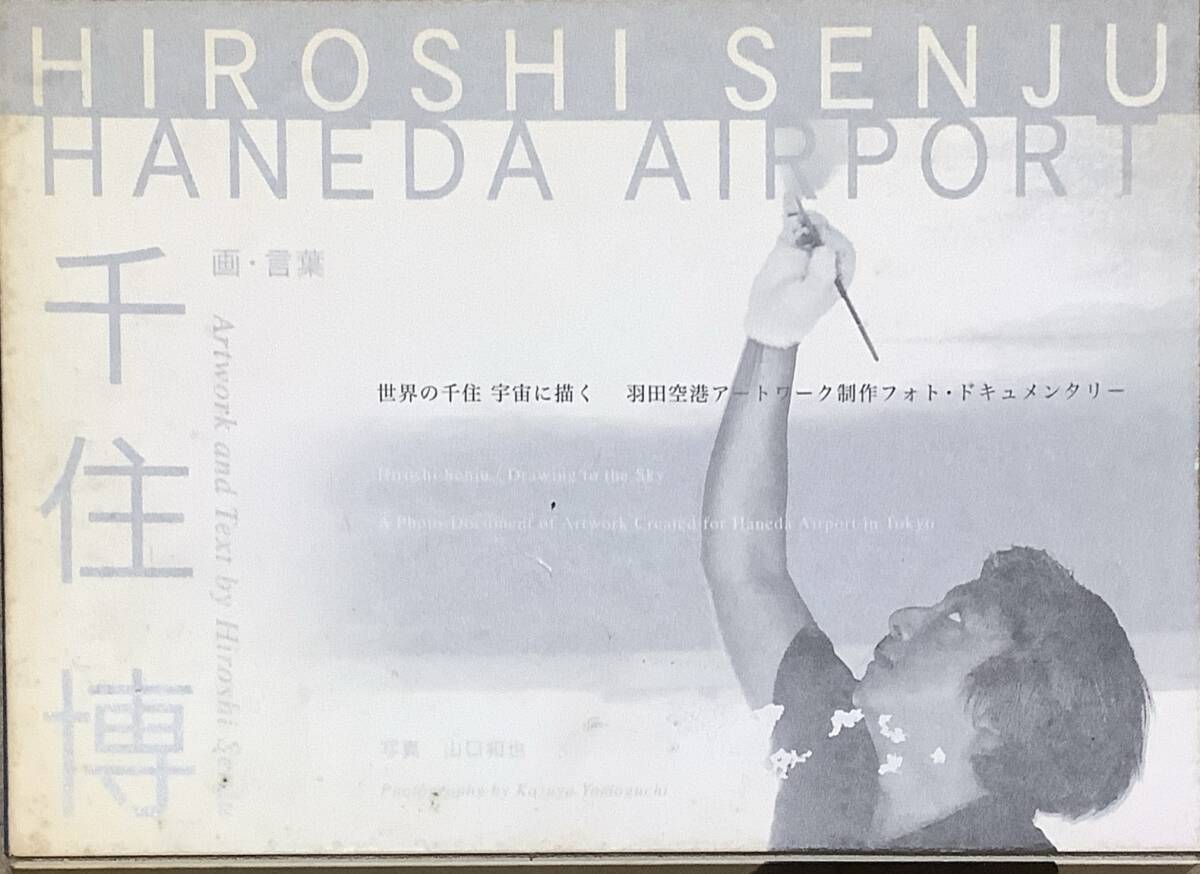 HIROSHI SENJU
HANEDA AIRPORT
千住博
画・言葉
Artwork and Text by Hiroshi Senju
世界の千住 宇宙に描く 羽田空港アートワーク制作フォト・ドキュメンタリー
Hiroshi Senju / Drawing to the Sky
A Photo Document of Artwork Created for Haneda Airport in Tokyo
写真 山口和也
Photography by Kazuya Yamaguchi